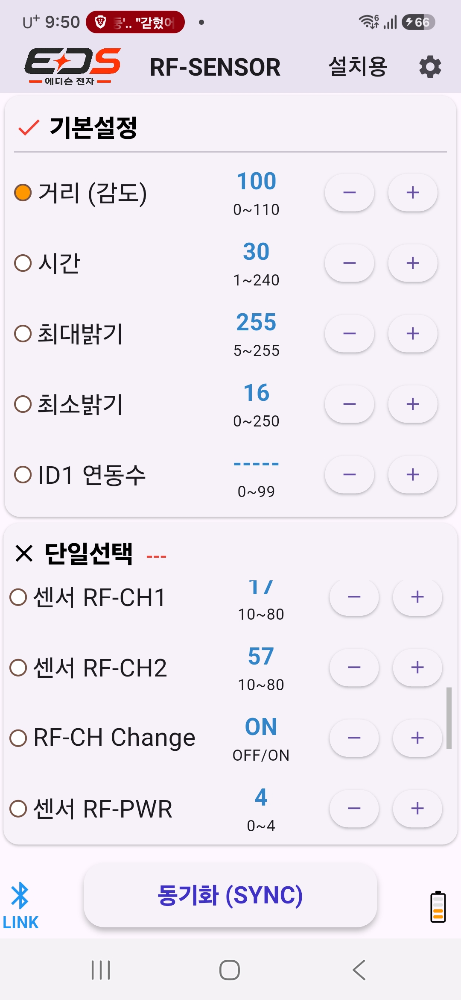 U+ 9:50 '.. "갇혔어 6 66
EDS
에디슨 전자
RF-SENSOR 설치용
기본설정
거리 (감도) 100 − +
0~110
시간 30 − +
1~240
최대밝기 255 − +
5~255
최소밝기 16 − +
0~250
ID1 연동수 ----- − +
0~99
단일선택 ---
센서 RF-CH1 17 − +
10~80
센서 RF-CH2 57 − +
10~80
RF-CH Change ON − +
OFF/ON
센서 RF-PWR 4 − +
0~4
동기화 (SYNC)
LINK